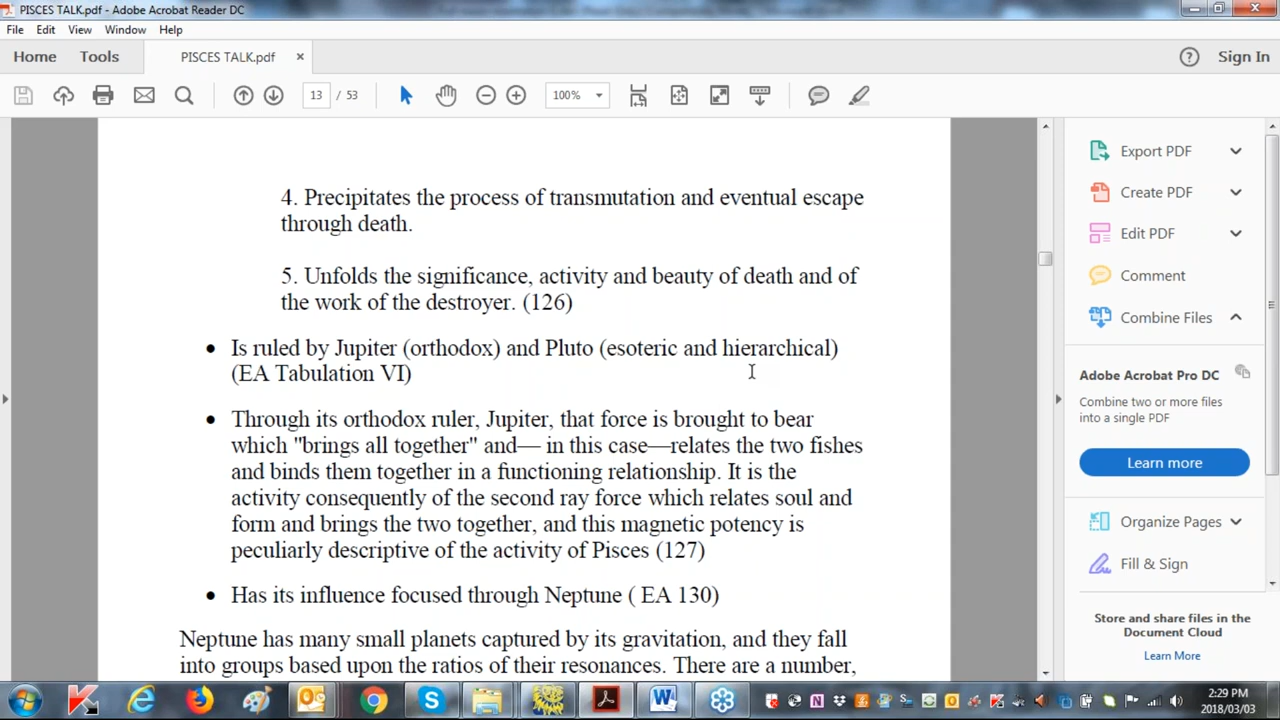 PISCES TALK.pdf - Adobe Acrobat Reader DC
File Edit View Window Help
Home Tools PISCES TALK.pdf × Sign In
13 / 53 100%
4. Precipitates the process of transmutation and eventual escape
through death.
5. Unfolds the significance, activity and beauty of death and of
the work of the destroyer. (126)
• Is ruled by Jupiter (orthodox) and Pluto (esoteric and hierarchical)
(EA Tabulation VI)
• Through its orthodox ruler, Jupiter, that force is brought to bear
which "brings all together" and— in this case—relates the two fishes
and binds them together in a functioning relationship. It is the
activity consequently of the second ray force which relates soul and
form and brings the two together, and this magnetic potency is
peculiarly descriptive of the activity of Pisces (127)
• Has its influence focused through Neptune ( EA 130)
Neptune has many small planets captured by its gravitation, and they fall
into groups based upon the ratios of their resonances. There are a number,
Export PDF
Create PDF
Edit PDF
Comment
Combine Files
Adobe Acrobat Pro DC
Combine two or more files
into a single PDF
Learn more
Organize Pages
Fill & Sign
Store and share files in the
Document Cloud
Learn More
2:29 PM
2018/03/03